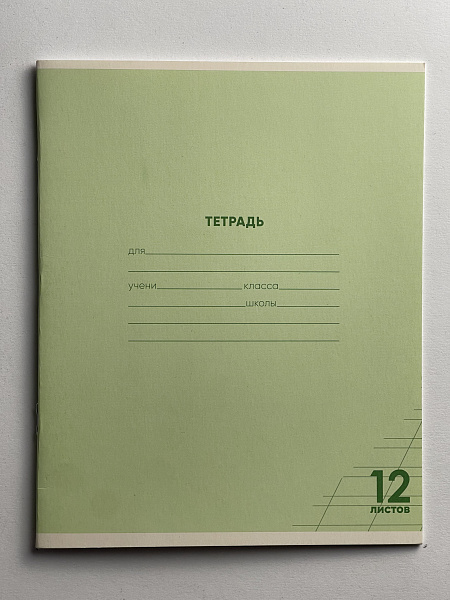 ТЕТРАДЬ
для
учени класса
школы
12
ЛИСТОВ